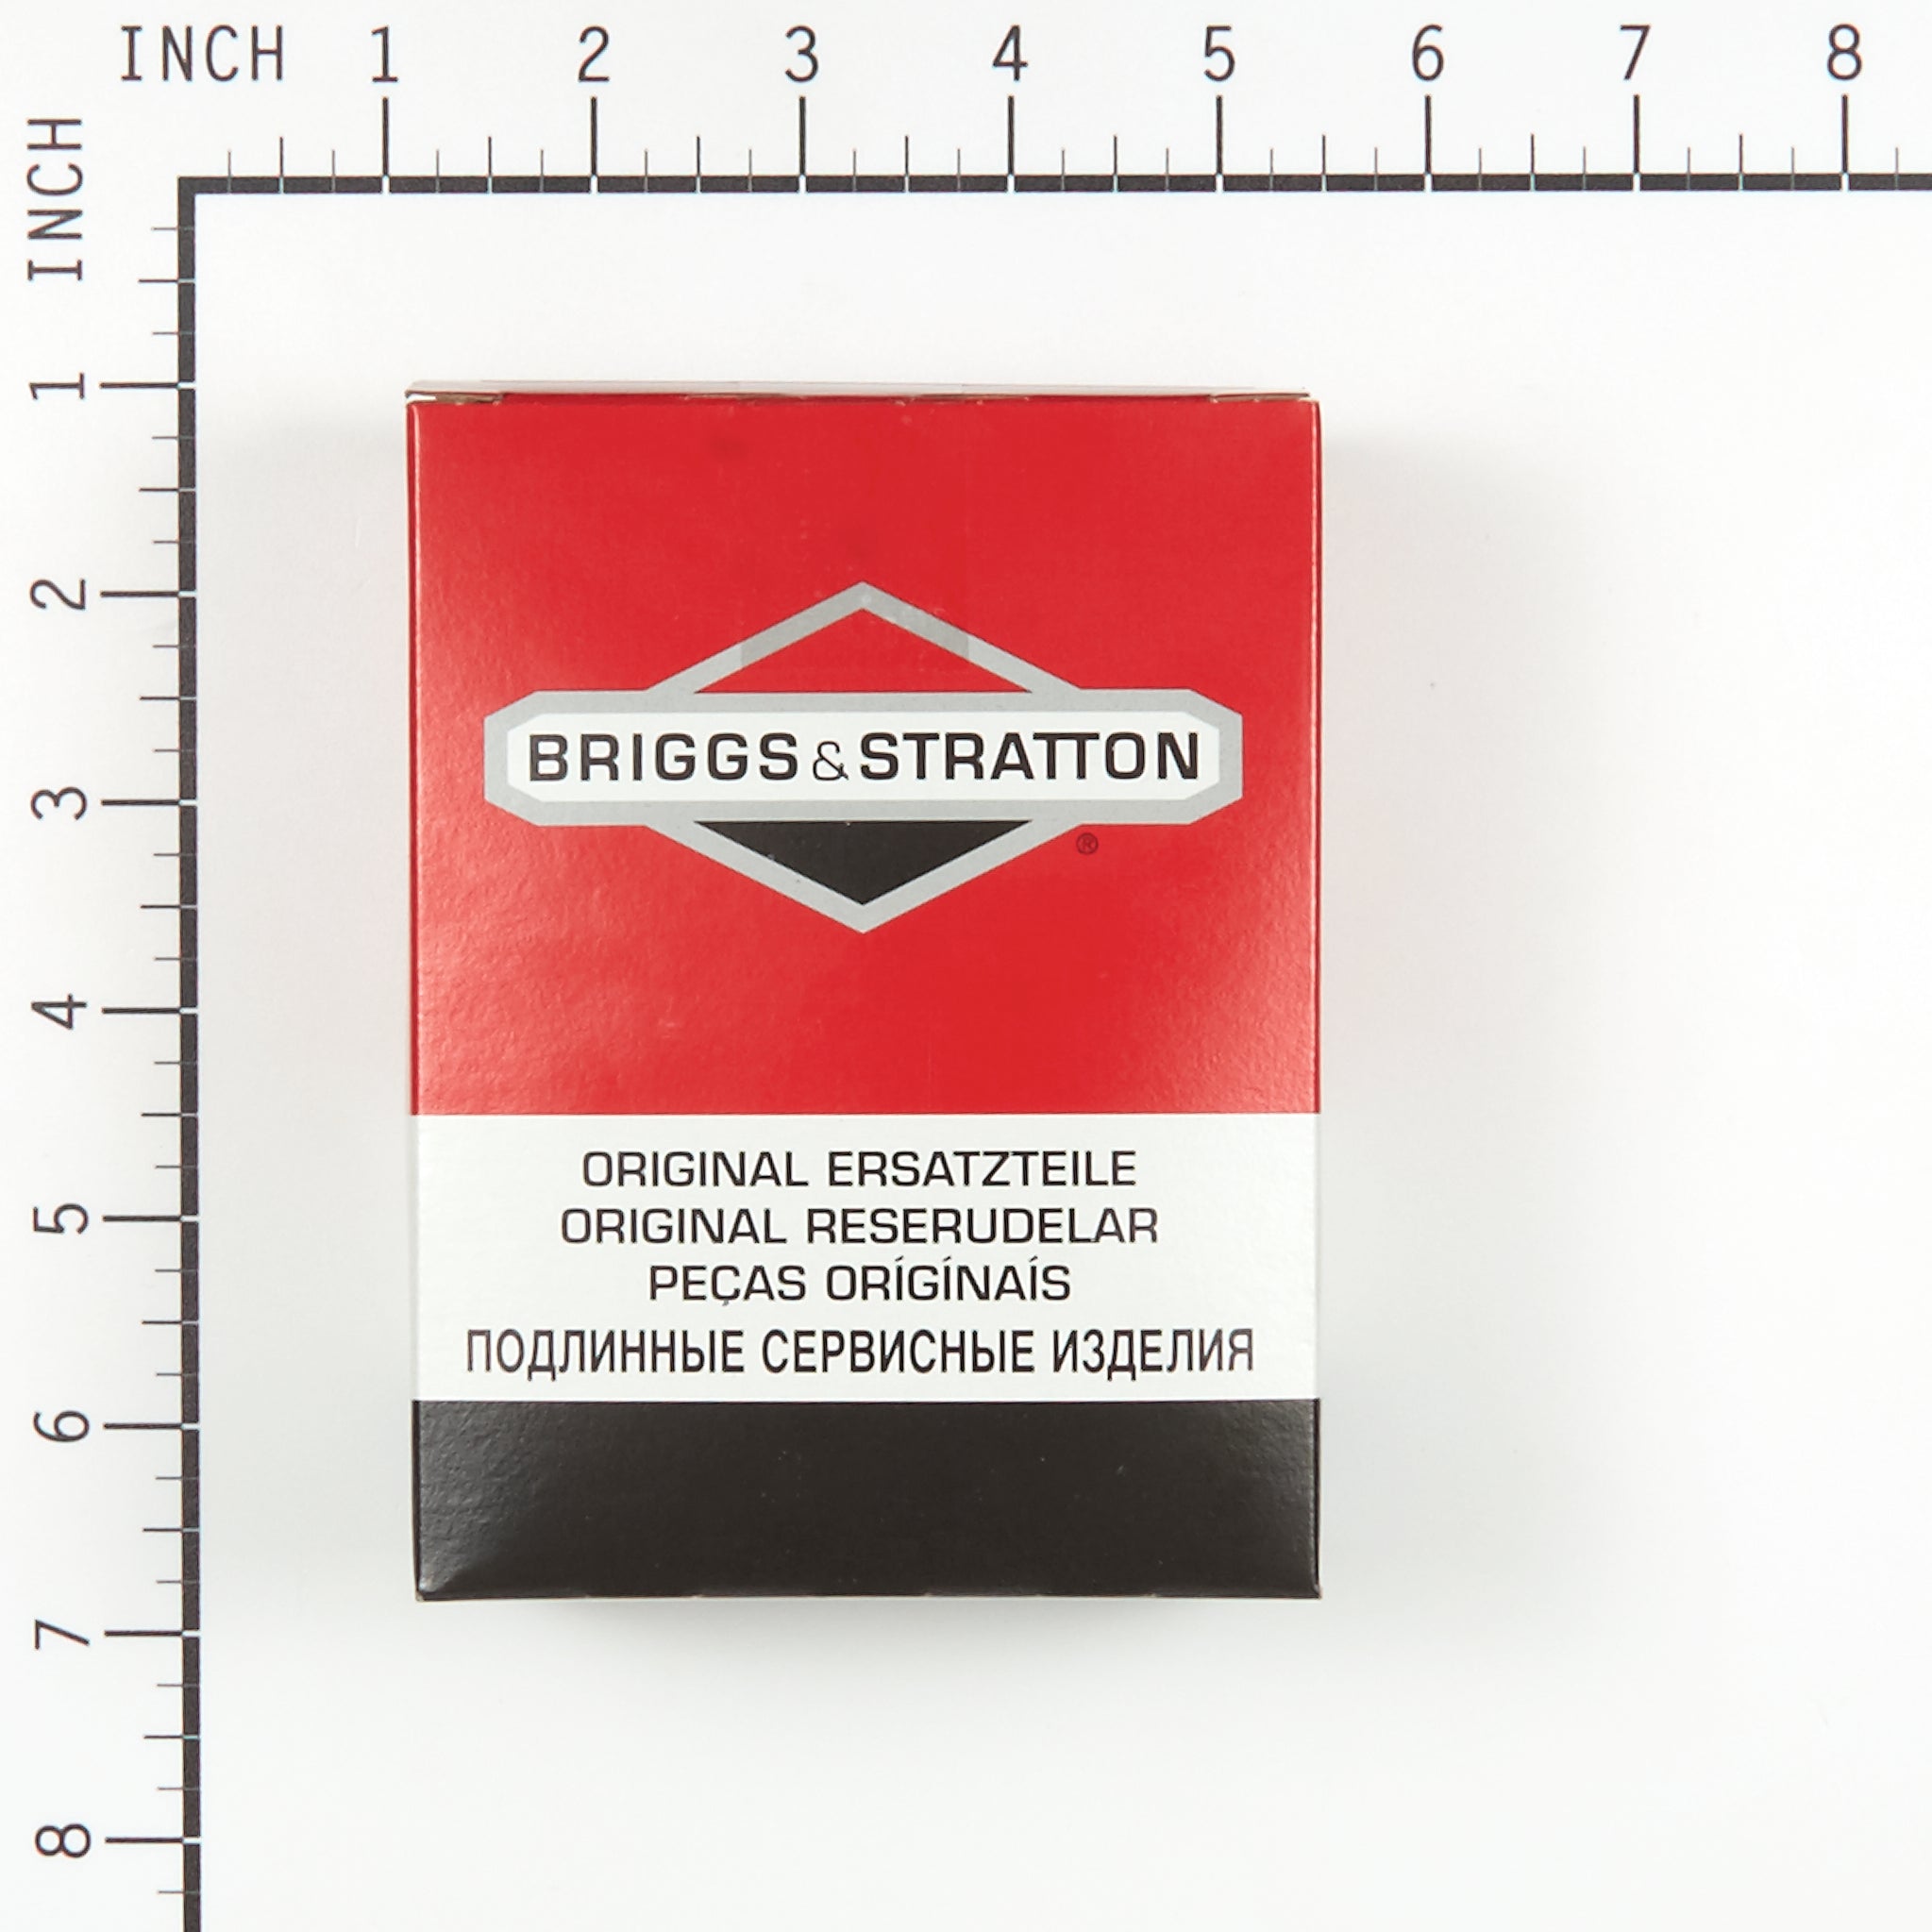 INCH 1 2 3 4 5 6 7 8
INCH
1
2
3
4
5
6
7
8
BRIGGS & STRATTON
®
ORIGINAL ERSATZTEILE
ORIGINAL RESERUDELAR
PEÇAS ORÍGÍNAÍS
ПОДЛИННЫЕ СЕРВИСНЫЕ ИЗДЕЛИЯ